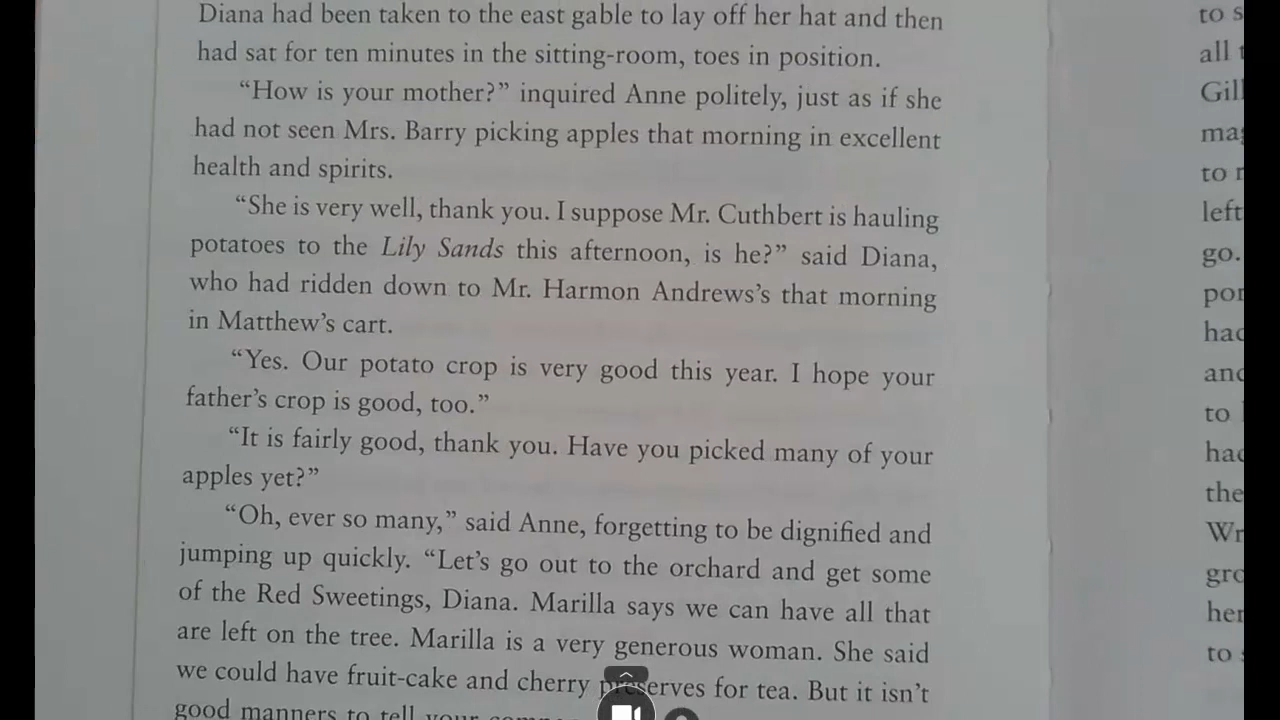 Diana had been taken to the east gable to lay off her hat and then
had sat for ten minutes in the sitting-room, toes in position.
“How is your mother?” inquired Anne politely, just as if she
had not seen Mrs. Barry picking apples that morning in excellent
health and spirits.
“She is very well, thank you. I suppose Mr. Cuthbert is hauling
potatoes to the Lily Sands this afternoon, is he?” said Diana,
who had ridden down to Mr. Harmon Andrews’s that morning
in Matthew’s cart.
“Yes. Our potato crop is very good this year. I hope your
father’s crop is good, too.”
“It is fairly good, thank you. Have you picked many of your
apples yet?”
“Oh, ever so many,” said Anne, forgetting to be dignified and
jumping up quickly. “Let’s go out to the orchard and get some
of the Red Sweetings, Diana. Marilla says we can have all that
are left on the tree. Marilla is a very generous woman. She said
we could have fruit-cake and cherry preserves for tea. But it isn’t
good manners to tell your
to
all
to
left
go.
to
the
to